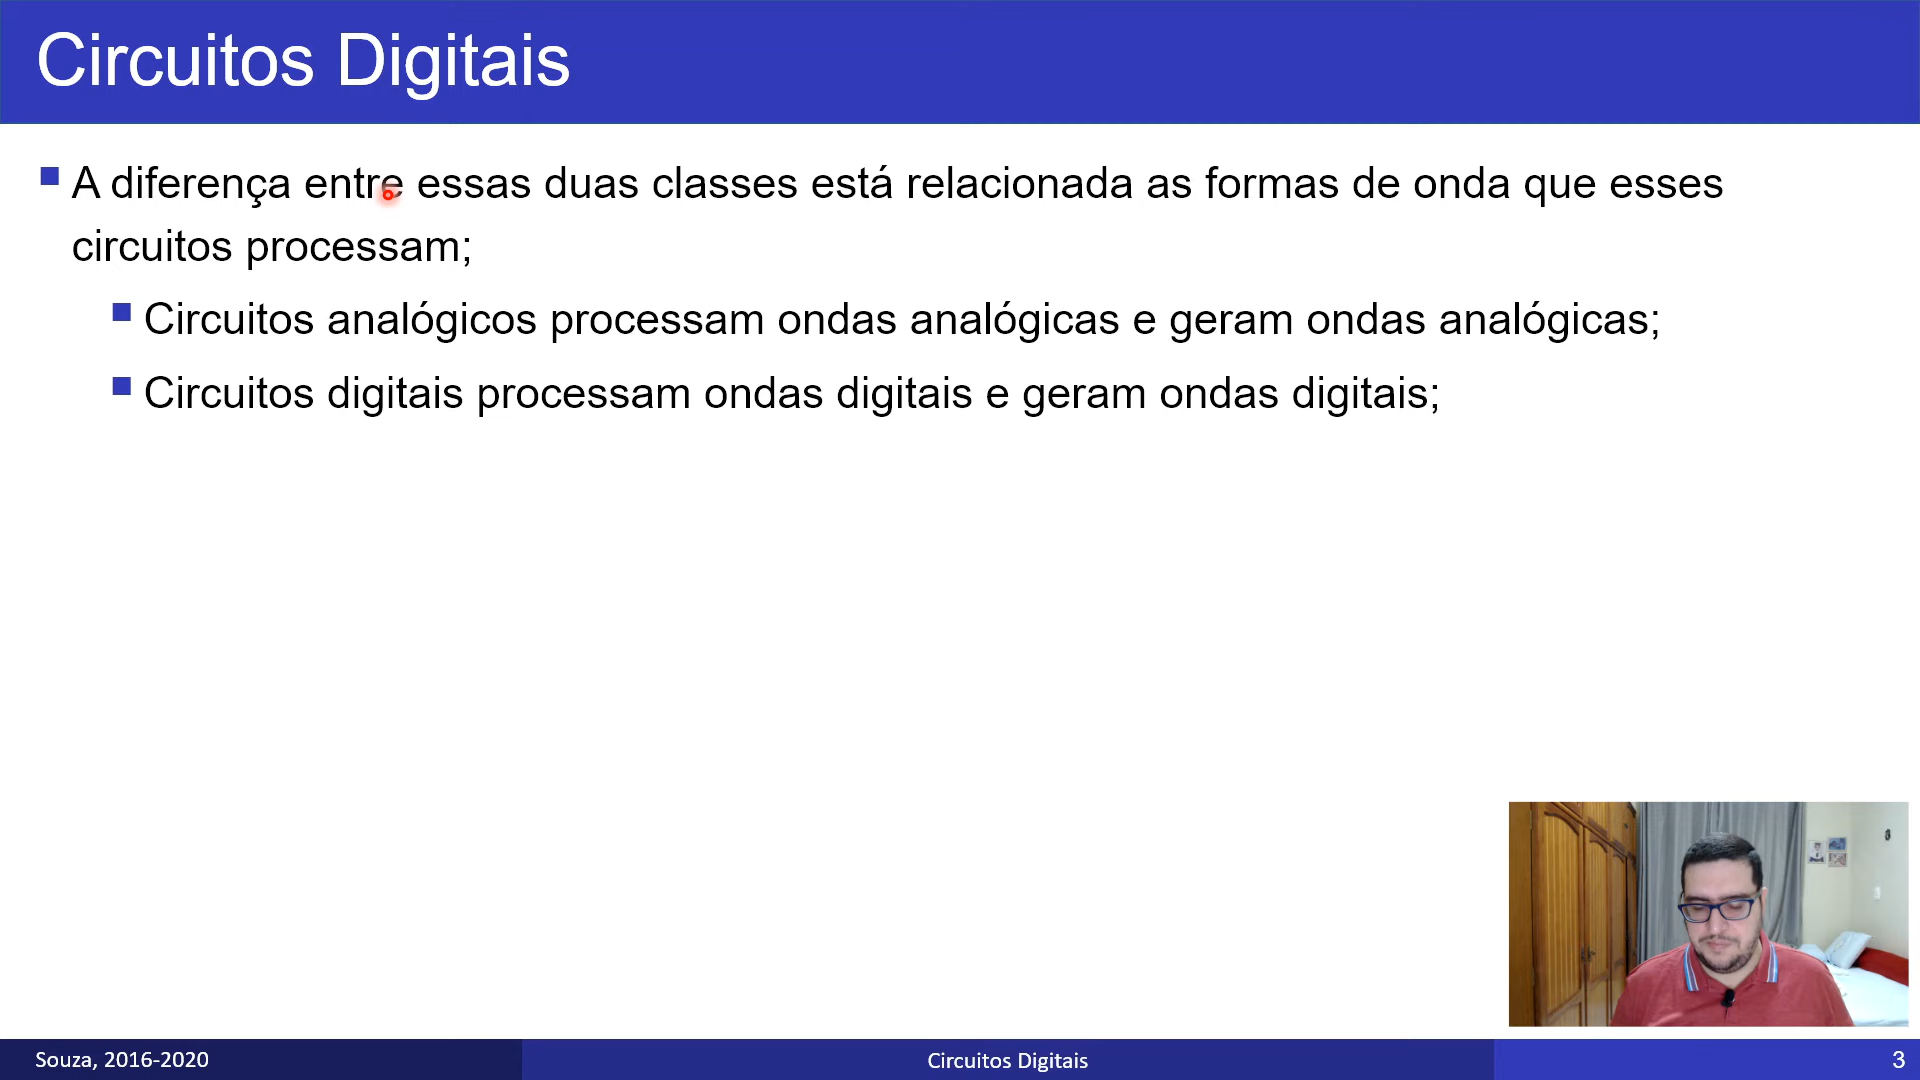 Circuitos Digitais
A diferença entre essas duas classes está relacionada as formas de onda que esses
circuitos processam;
Circuitos analógicos processam ondas analógicas e geram ondas analógicas;
Circuitos digitais processam ondas digitais e geram ondas digitais;
Souza, 2016-2020
Circuitos Digitais
3